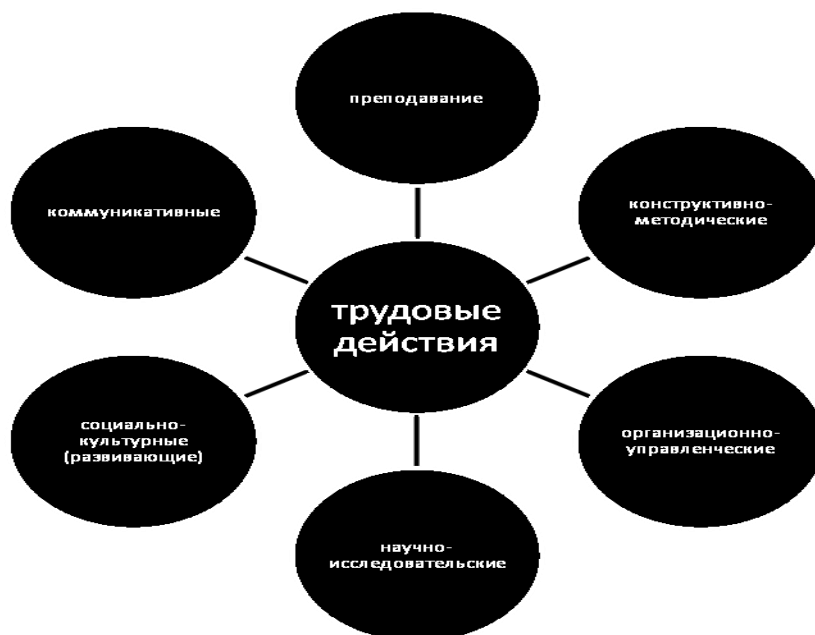 преподавание
коммуникативные
конструктивно-
методические
трудовые
действия
социально-
культурные
(развивающие)
организационно-
управленческие
научно-
исследовательские